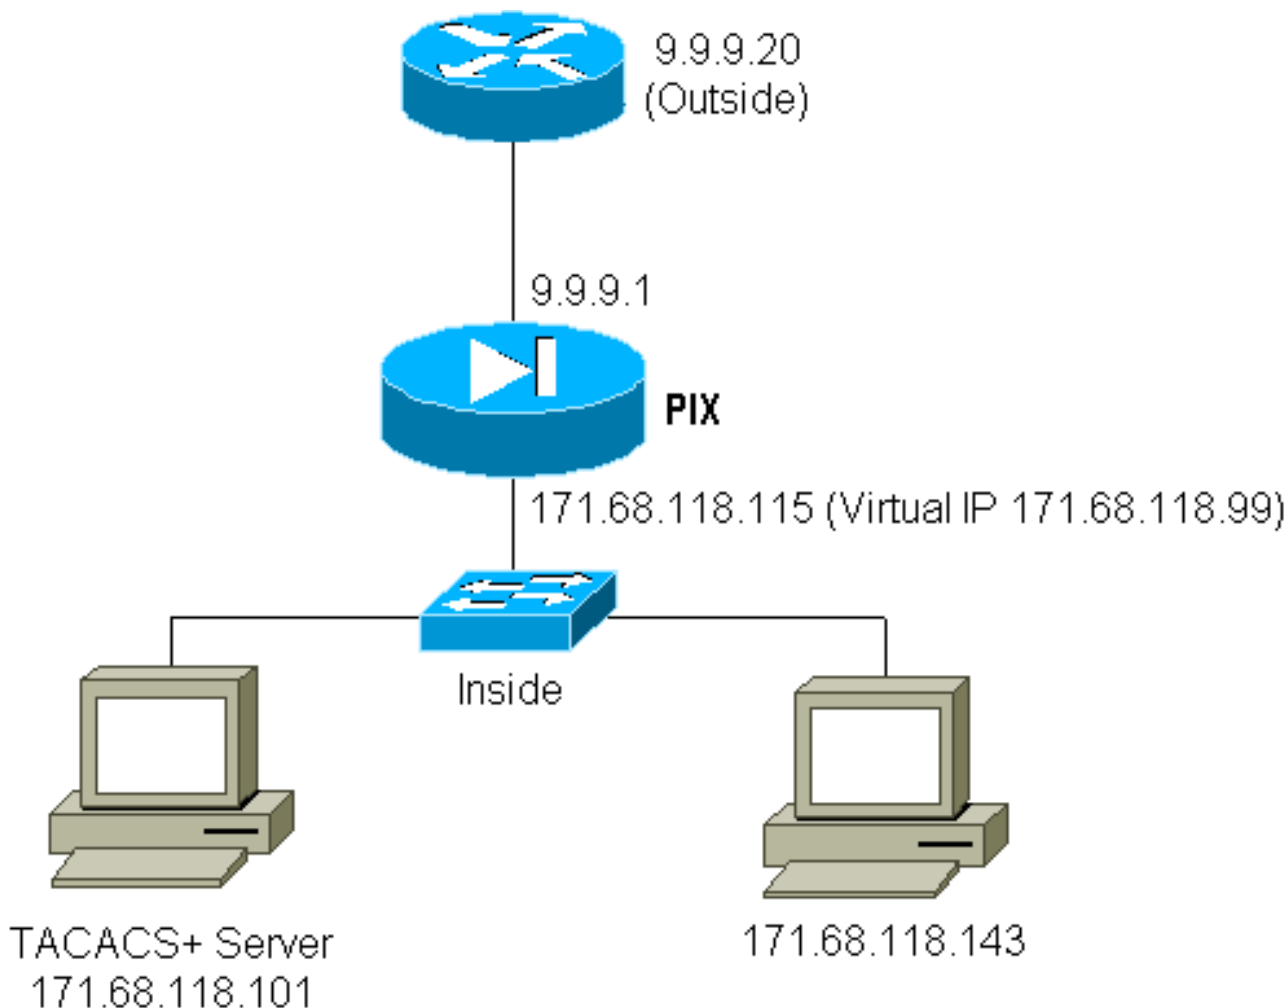 9.9.9.20
(Outside)
9.9.9.1
PIX
171.68.118.115 (Virtual IP 171.68.118.99)
Inside
TACACS+ Server
171.68.118.101
171.68.118.143